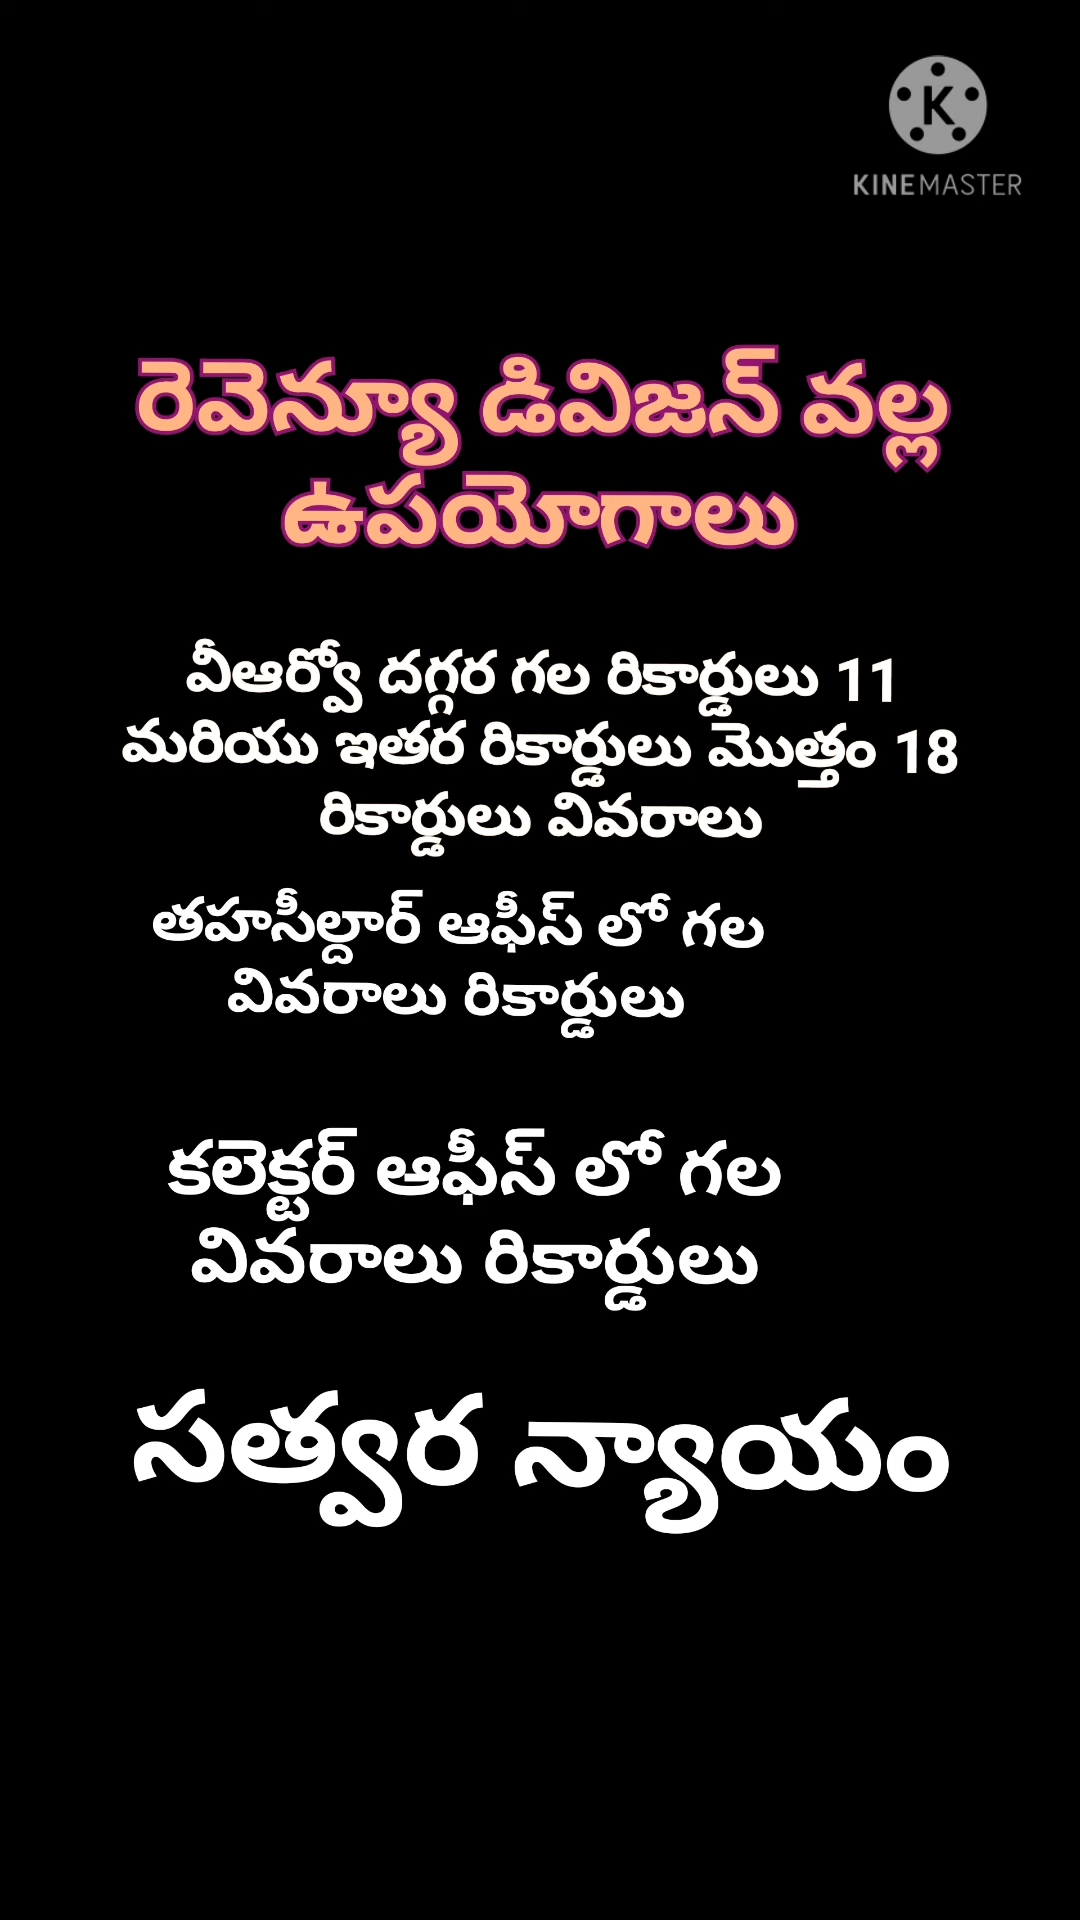 KINEMASTER
రెవెన్యూ డివిజన్ వల్ల
ఉపయోగాలు
వీఆర్వో దగ్గర గల రికార్డులు 11
మరియు ఇతర రికార్డులు మొత్తం 18
రికార్డులు వివరాలు
తహసీల్దార్ ఆఫీస్ లో గల
వివరాలు రికార్డులు
కలెక్టర్ ఆఫీస్ లో గల
వివరాలు రికార్డులు
సత్వర న్యాయం